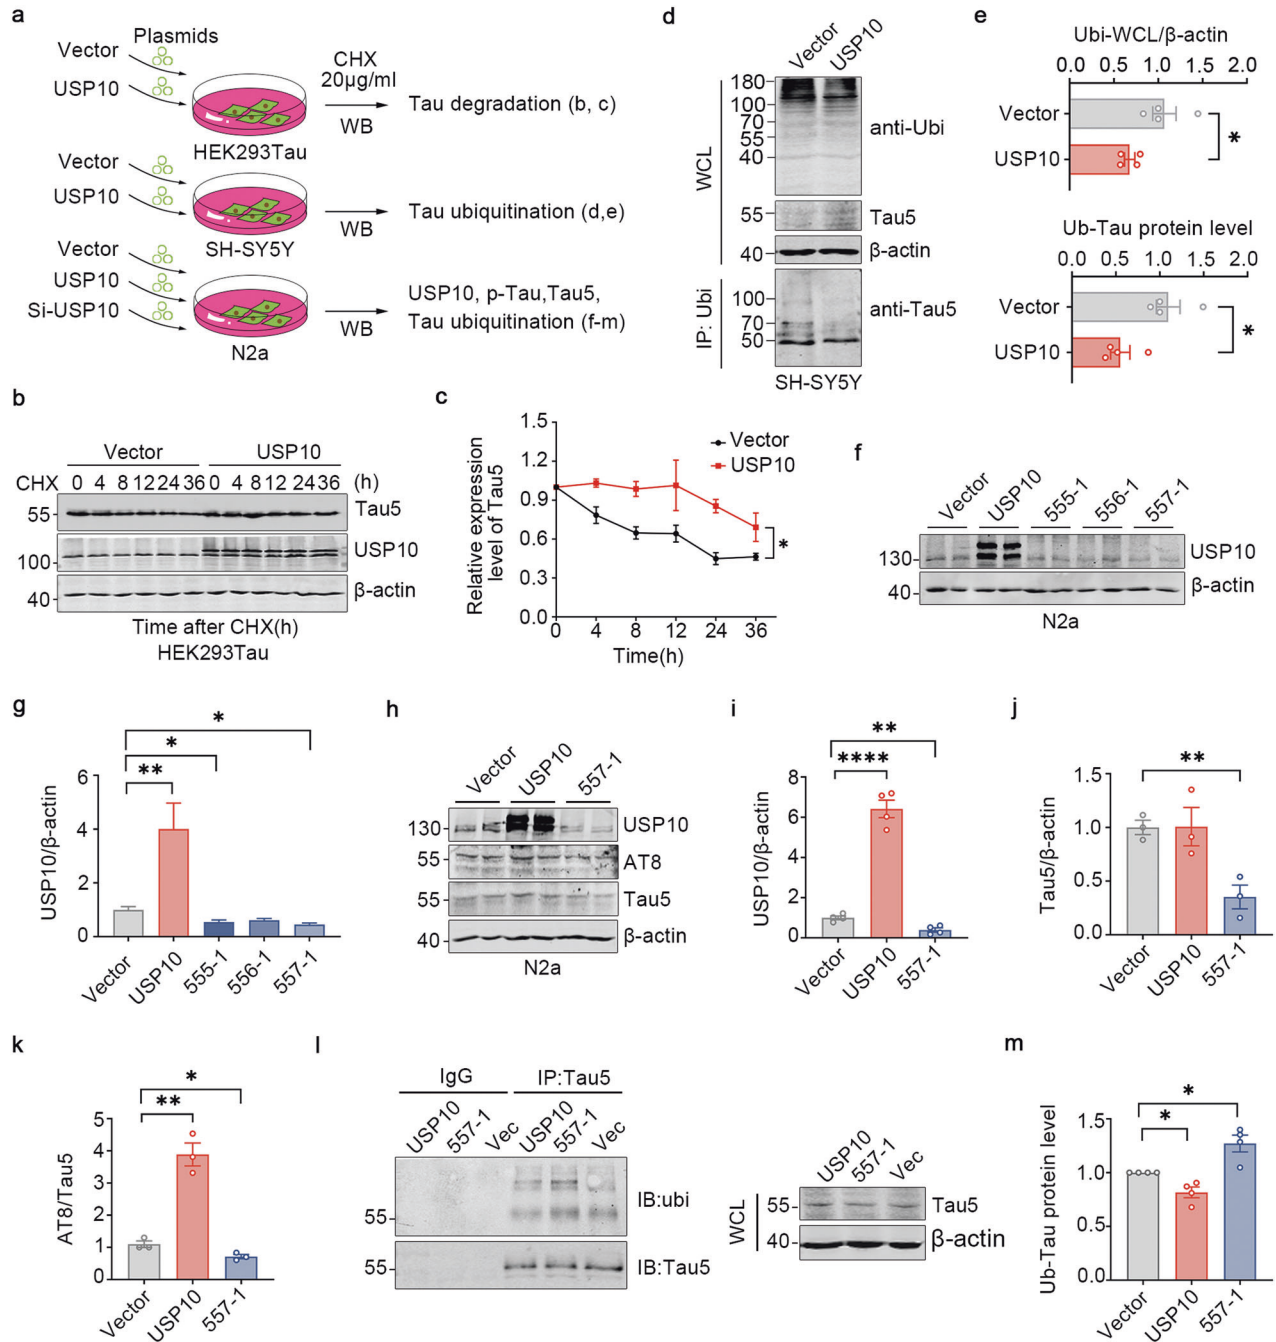 a
Plasmids
Vector
USP10
CHX
20μg/ml
WB
Tau degradation (b, c)
HEK293Tau
Vector
USP10
WB
Tau ubiquitination (d,e)
SH-SY5Y
Vector
USP10
Si-USP10
WB
USP10, p-Tau,Tau5,
Tau ubiquitination (f-m)
N2a
d
Vector USP10
180
100
70
55
40
anti-Ubi
WCL
55
Tau5
40
β-actin
IP: Ubi
100
70
50
anti-Tau5
SH-SY5Y
e
Ubi-WCL/β-actin
0.0 0.5 1.0 1.5 2.0
Vector
USP10
*
Ub-Tau protein level
0.0 0.5 1.0 1.5 2.0
Vector
USP10
*
b
Vector USP10
CHX 0 4 8 12 24 36 0 4 8 12 24 36 (h)
55 Tau5
100 USP10
40 β-actin
Time after CHX(h)
HEK293Tau
c
Relative expression
level of Tau5
1.5
1.2
0.9
0.6
0.3
0.0
0 4 8 12 24 36
Time(h)
Vector
USP10
*
f
Vector USP10 555-1 556-1 557-1
130 USP10
40 β-actin
N2a
g
USP10/β-actin
6
4
2
0
**
*
*
Vector USP10 555-1 556-1 557-1
h
Vector USP10 557-1
130 USP10
55 AT8
55 Tau5
40 β-actin
N2a
i
USP10/β-actin
8
6
4
2
0
****
**
Vector USP10 557-1
j
Tau5/β-actin
1.5
1.0
0.5
0.0
**
Vector USP10 557-1
k
AT8/Tau5
5
4
3
2
1
0
**
*
Vector USP10 557-1
l
IgG IP:Tau5
USP10 557-1 Vec USP10 557-1 Vec
55 IB:ubi
55 IB:Tau5
USP10 557-1 Vec
WCL
55 Tau5
40 β-actin
m
Ub-Tau protein level
1.5
1.0
0.5
0.0
*
*
Vector USP10 557-1